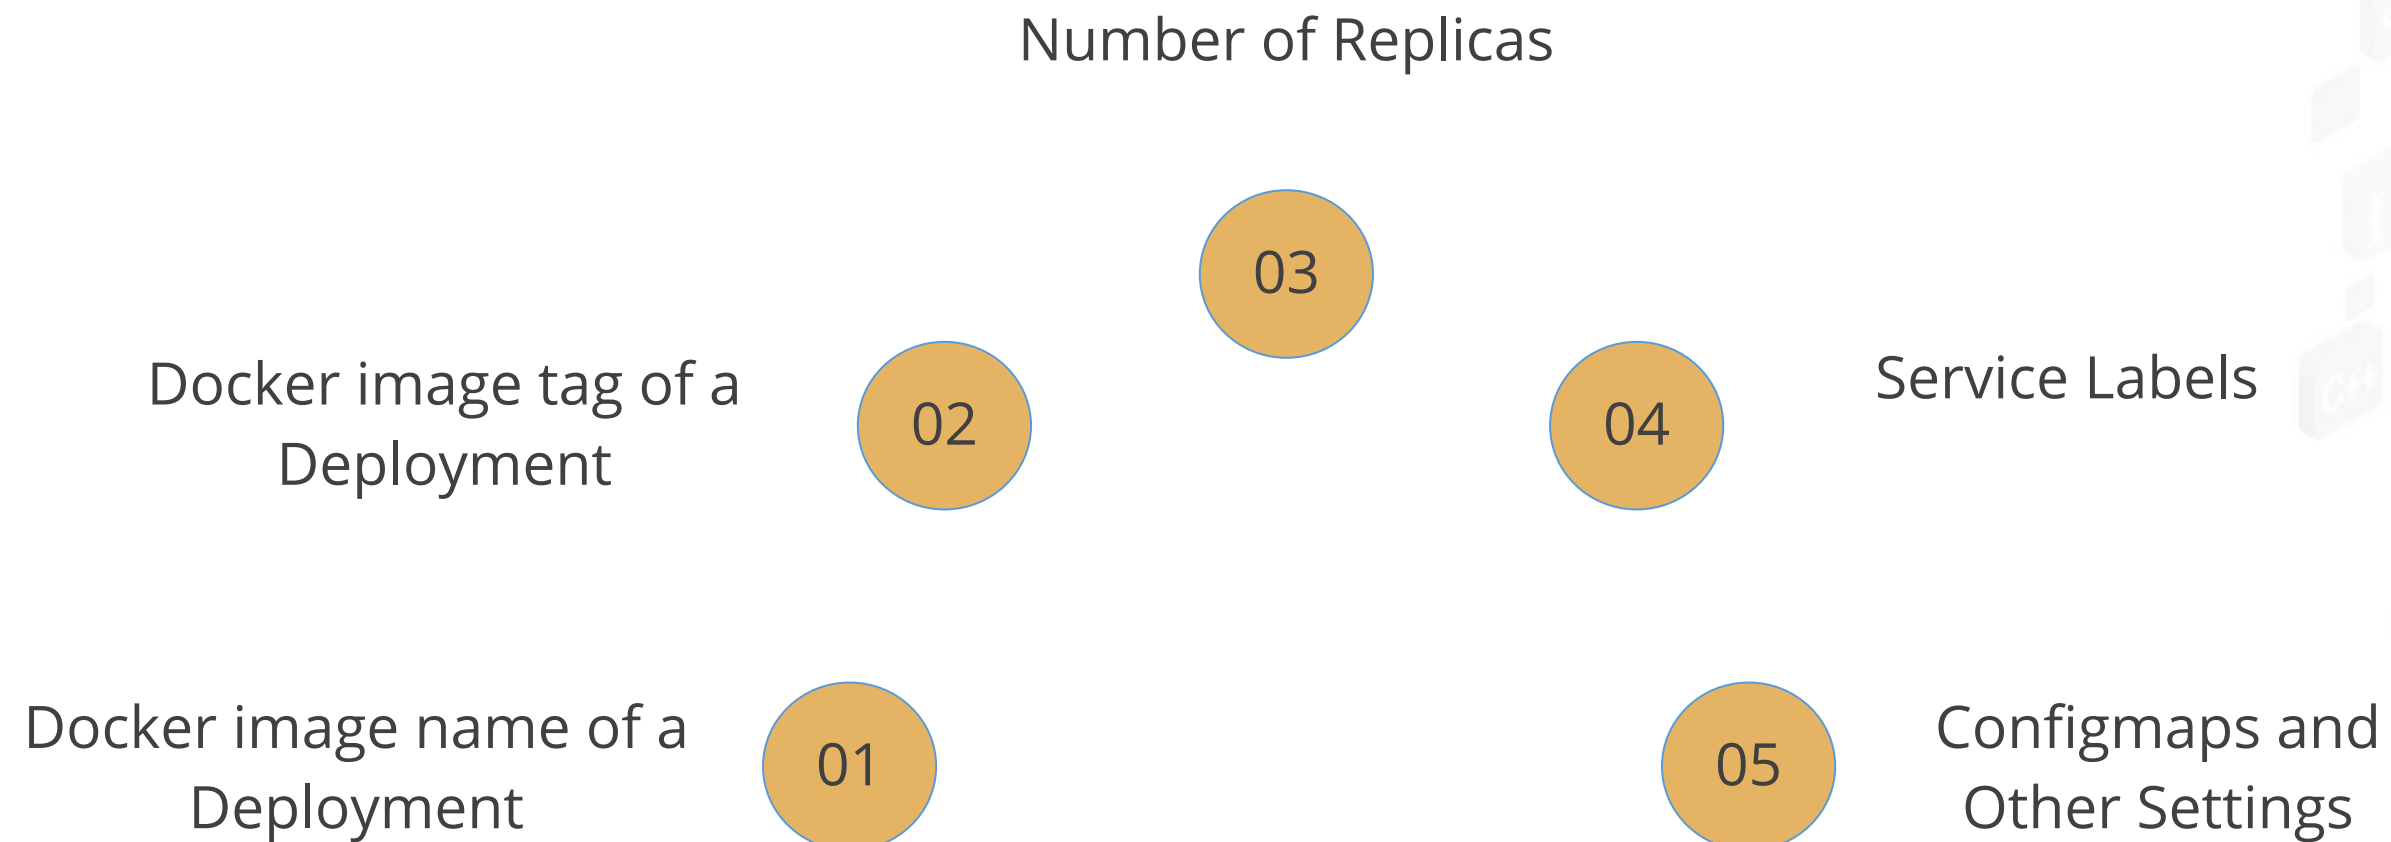 Number of Replicas
03
Docker image tag of a
Deployment
02
04
Service Labels
Docker image name of a
Deployment
01
05
Configmaps and
Other Settings
C++